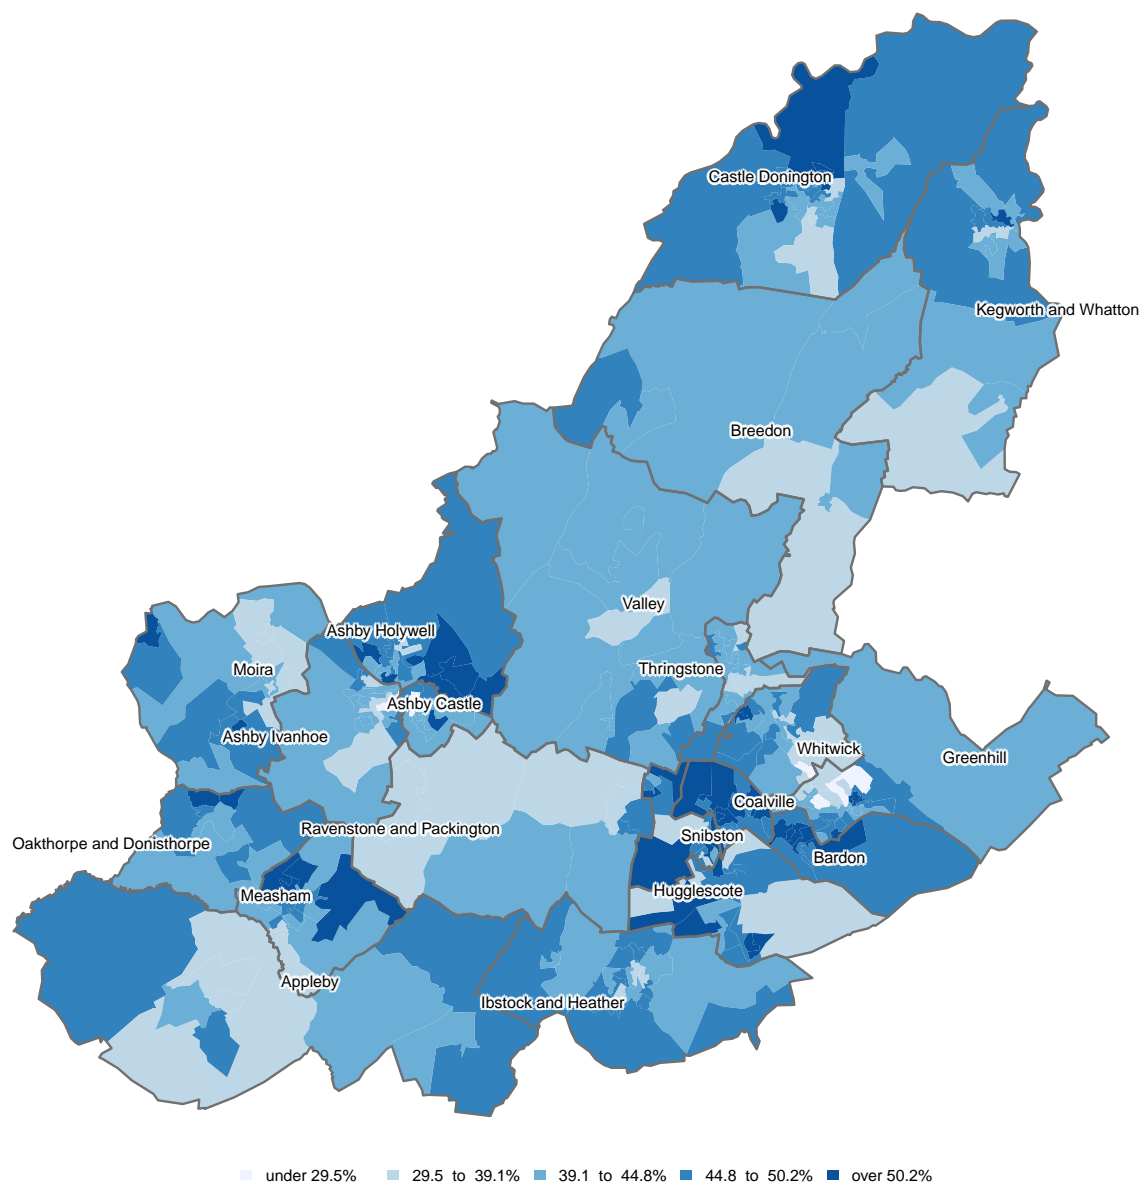 Castle Donington
Kegworth and Whatton
Breedon
Valley
Ashby Holywell
Thringstone
Moira
Ashby Castle
Ashby Ivanhoe
Whitwick
Greenhill
Coalville
Ravenstone and Packington
Snibston
Oakthorpe and Donisthorpe
Bardon
Hugglescote
Measham
Appleby
Ibstock and Heather
under 29.5% 29.5 to 39.1% 39.1 to 44.8% 44.8 to 50.2% over 50.2%